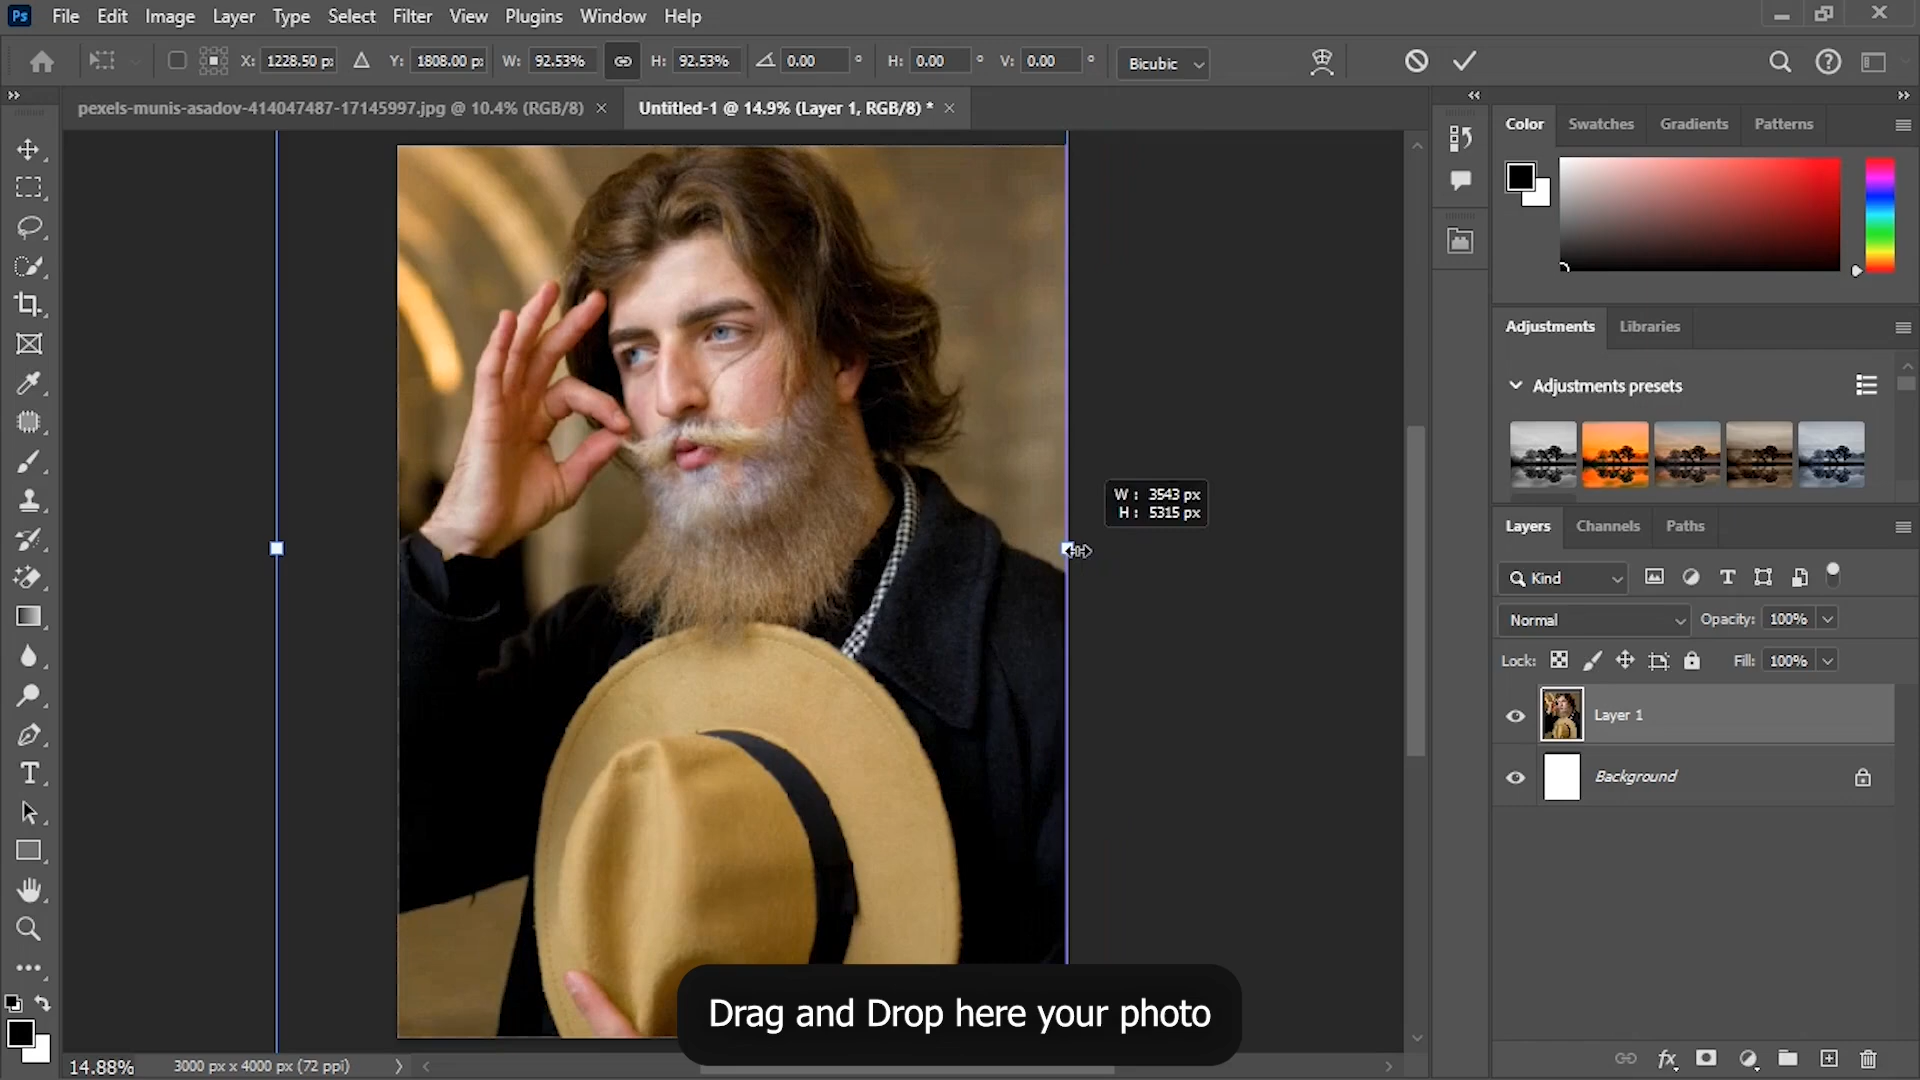 Ps File Edit Image Layer Type Select Filter View Plugins Window Help
X: 1228.50 px Y: 1808.00 px W: 92.53% H: 92.53% 0.00 ° H: 0.00 ° V: 0.00 ° Bicubic
pexels-munis-asadov-414047487-17145997.jpg @ 10.4% (RGB/8) × Untitled-1 @ 14.9% (Layer 1, RGB/8) * ×
Color Swatches Gradients Patterns
Adjustments Libraries
Adjustments presets
W : 3543 px
H : 5315 px
Layers Channels Paths
Kind
Normal Opacity: 100%
Lock: Fill: 100%
Layer 1
Background
Drag and Drop here your photo
14.88% 3000 px x 4000 px (72 ppi)
fx